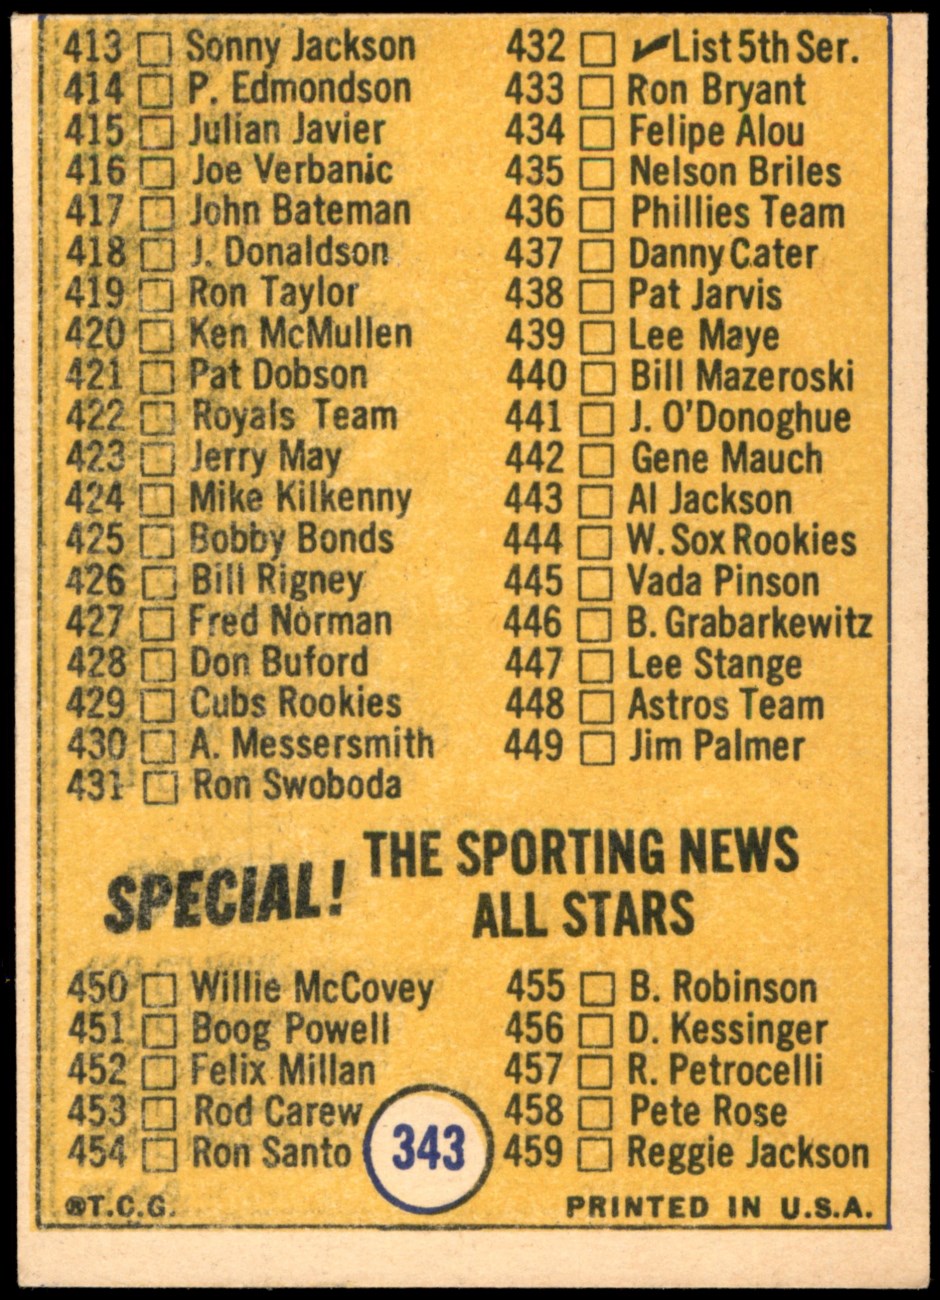 413 Sonny Jackson
414 P. Edmondson
415 Julian Javier
416 Joe Verbanic
417 John Bateman
418 J. Donaldson
419 Ron Taylor
420 Ken McMullen
421 Pat Dobson
422 Royals Team
423 Jerry May
424 Mike Kilkenny
425 Bobby Bonds
426 Bill Rigney
427 Fred Norman
428 Don Buford
429 Cubs Rookies
430 A. Messersmith
431 Ron Swoboda
432 ✓List 5th Ser.
433 Ron Bryant
434 Felipe Alou
435 Nelson Briles
436 Phillies Team
437 Danny Cater
438 Pat Jarvis
439 Lee Maye
440 Bill Mazeroski
441 J. O'Donoghue
442 Gene Mauch
443 Al Jackson
444 W. Sox Rookies
445 Vada Pinson
446 B. Grabarkewitz
447 Lee Stange
448 Astros Team
449 Jim Palmer
SPECIAL! THE SPORTING NEWS
ALL STARS
450 Willie McCovey
451 Boog Powell
452 Felix Millan
453 Rod Carew
454 Ron Santo
455 B. Robinson
456 D. Kessinger
457 R. Petrocelli
458 Pete Rose
459 Reggie Jackson
343
®T.C.G.
PRINTED IN U.S.A.